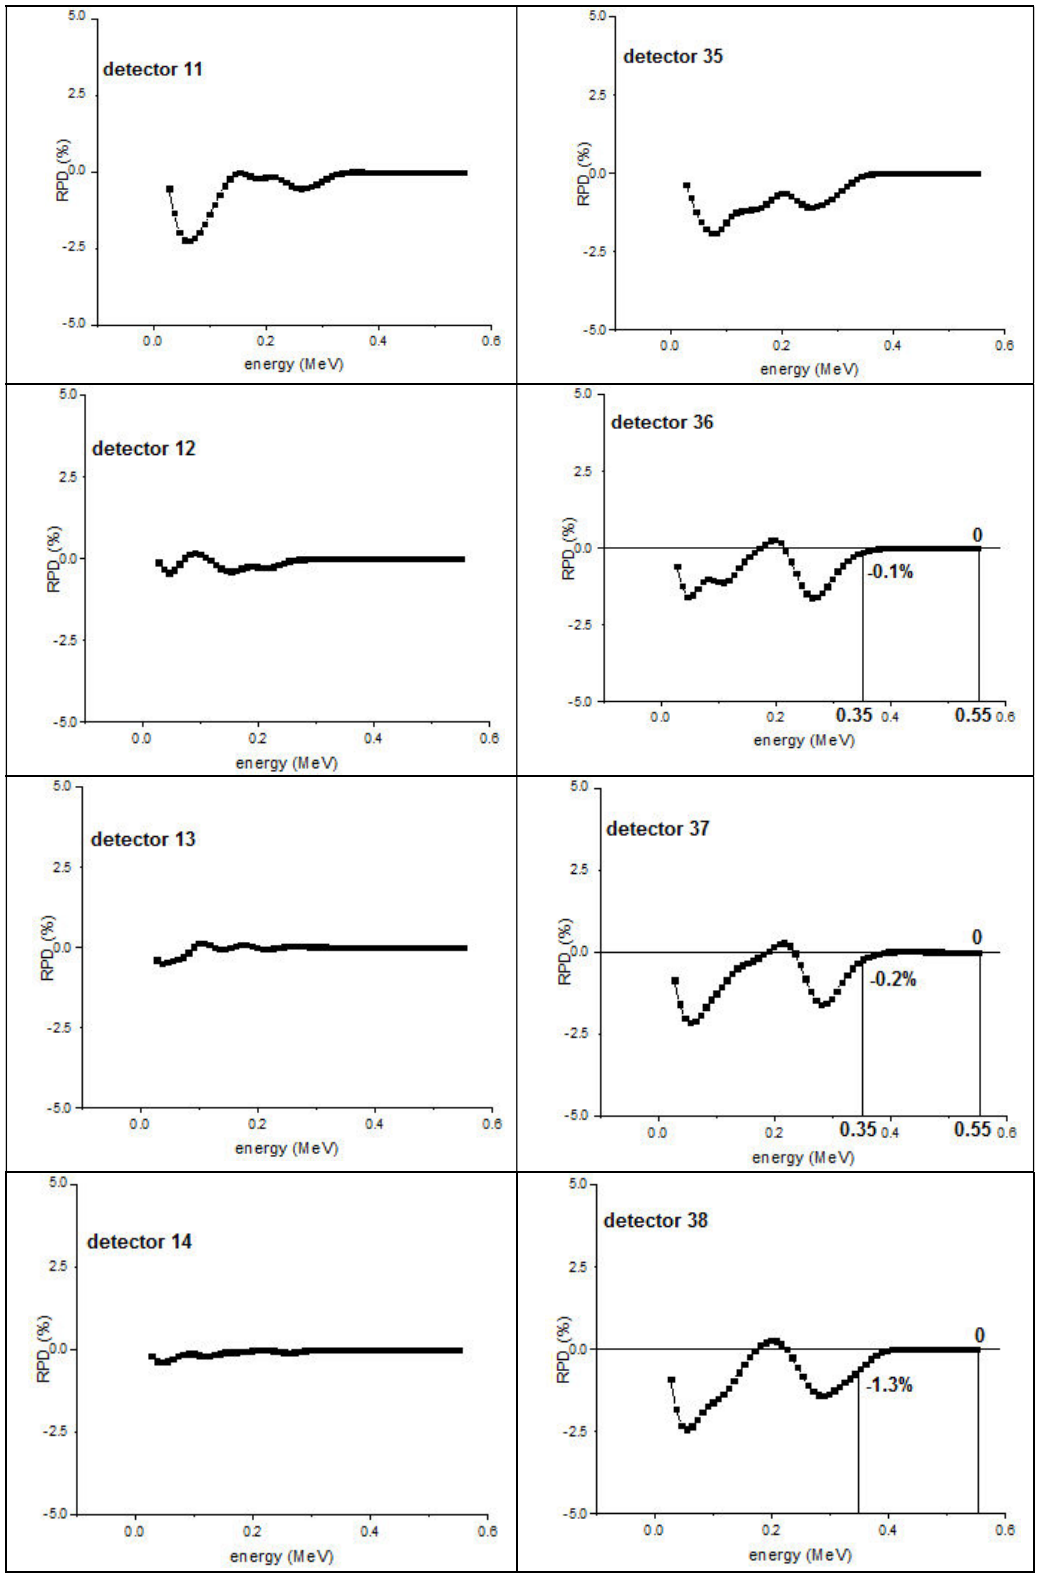 5.0
detector 11
2.5
RPD (%)
0.0
-2.5
-5.0
0.0 0.2 0.4 0.6
energy (MeV)
5.0
detector 35
2.5
RPD (%)
0.0
-2.5
-5.0
0.0 0.2 0.4 0.6
energy (MeV)
5.0
detector 12
2.5
RPD (%)
0.0
-2.5
-5.0
0.0 0.2 0.4 0.6
energy (MeV)
5.0
detector 36
2.5
RPD (%)
0
0.0
-0.1%
-2.5
-5.0
0.0 0.2 0.35 0.4 0.55 0.6
energy (MeV)
5.0
detector 13
2.5
RPD (%)
0.0
-2.5
-5.0
0.0 0.2 0.4 0.6
energy (MeV)
5.0
detector 37
2.5
RPD (%)
0
0.0
-0.2%
-2.5
-5.0
0.0 0.2 0.35 0.4 0.55 0.6
energy (MeV)
5.0
detector 14
2.5
RPD (%)
0.0
-2.5
-5.0
0.0 0.2 0.4 0.6
energy (MeV)
5.0
detector 38
2.5
RPD (%)
0
0.0
-1.3%
-2.5
-5.0
0.0 0.2 0.4 0.6
energy (MeV)